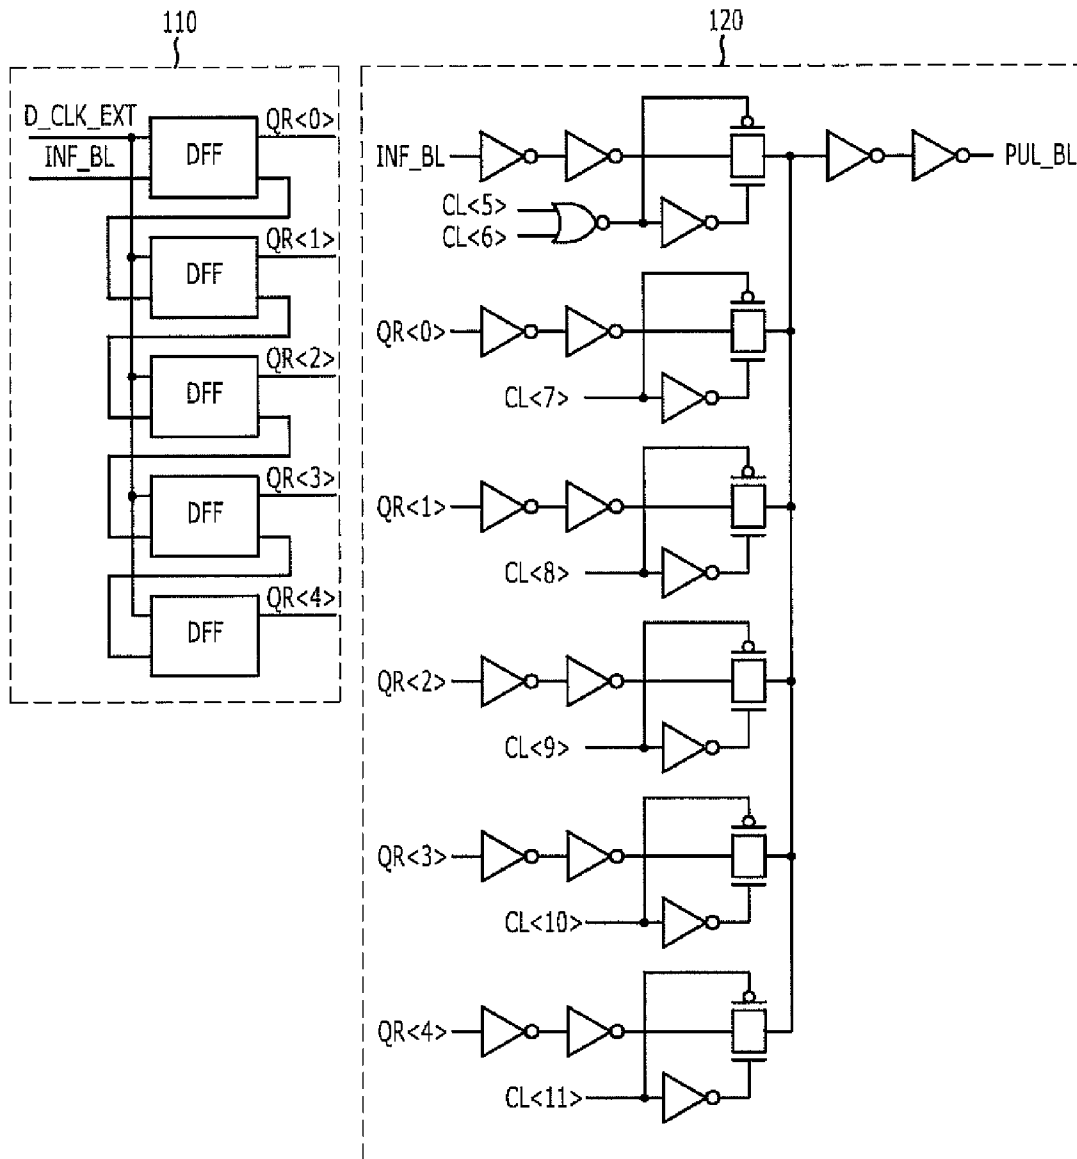 110
D_CLK_EXT
INF_BL
DFF
QR<0>
DFF
QR<1>
DFF
QR<2>
DFF
QR<3>
DFF
QR<4>
120
INF_BL
PUL_BL
CL<5>
CL<6>
QR<0>
CL<7>
QR<1>
CL<8>
QR<2>
CL<9>
QR<3>
CL<10>
QR<4>
CL<11>